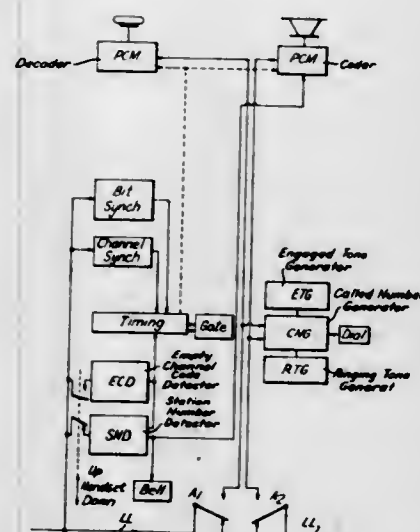 PCM
PCM
Decoder
Coder
Bit
Synch
Channel
Synch
Engaged Tone
Generator
ETG
Called Number
Generator
Timing
Gate
CNG
Dial
ECD
Empty
Channel
Code
Detector
RTG
Ringing Tone
Generat
SND
Station
Number
Detector
Up
Handset
Down
Bell
A1
A2
LL
LL,